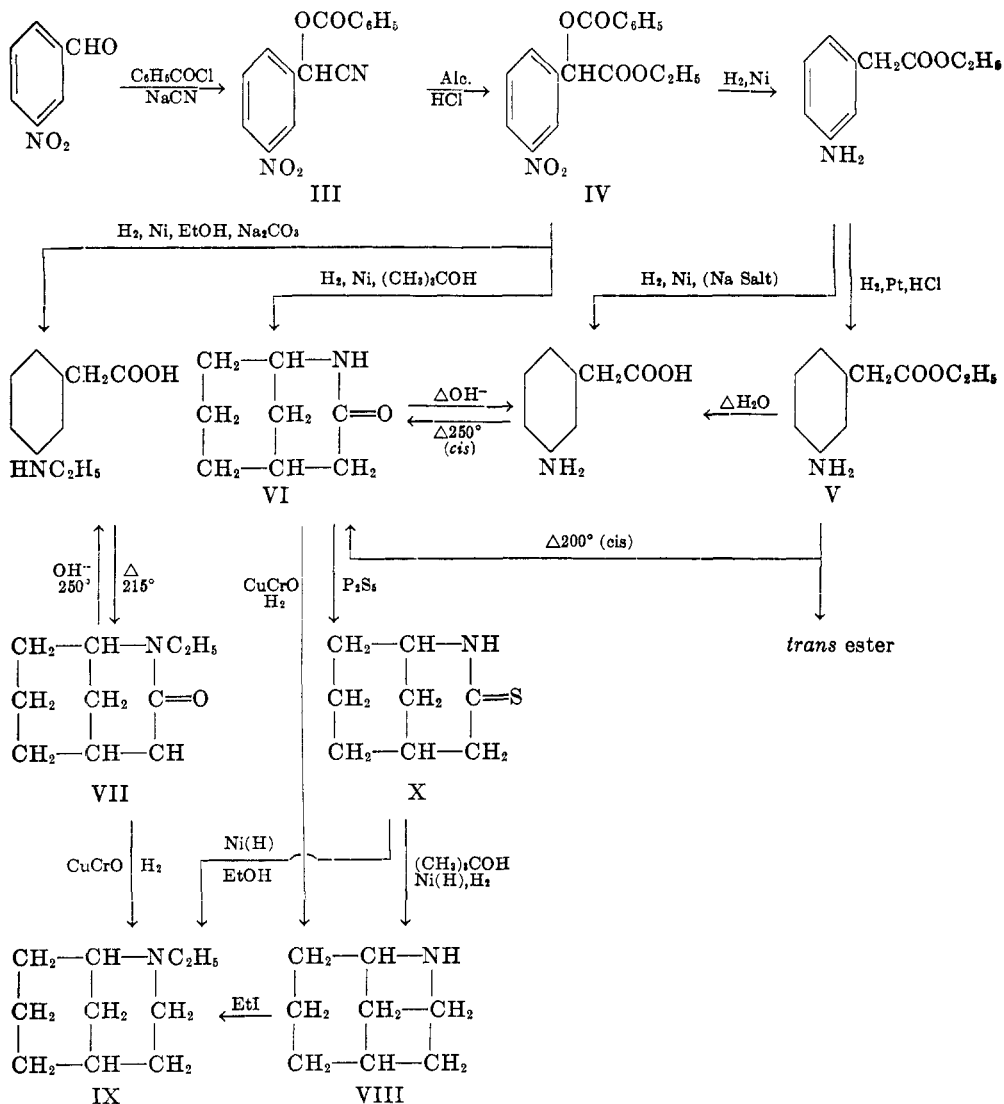 CHO
NO₂
C₆H₅COCl
NaCN
OCOC₆H₅
CHCN
NO₂
III
Alc.
HCl
OCOC₆H₅
CHCOOC₂H₅
NO₂
IV
H₂,Ni
CH₂COOC₂H₅
NH₂
H₂, Ni, EtOH, Na₂CO₃
H₂, Ni, (CH₃)₃COH
H₂, Ni, (Na Salt)
H₂,Pt,HCl
CH₂COOH
HNC₂H₅
CH₂—CH—NH
CH₂ CH₂ C=O
CH₂—CH—CH₂
VI
△OH⁻
△250°
(cis)
CH₂COOH
NH₂
△H₂O
CH₂COOC₂H₅
NH₂
V
OH⁻
250°
△
215°
CuCrO
H₂
P₂S₅
△200° (cis)
trans ester
CH₂—CH—NC₂H₅
CH₂ CH₂ C=O
CH₂—CH—CH
VII
CH₂—CH—NH
CH₂ CH₂ C=S
CH₂—CH—CH₂
X
CuCrO H₂
Ni(H)
EtOH
(CH₃)₃COH
Ni(H),H₂
CH₂—CH—NC₂H₅
CH₂ CH₂ CH₂
CH₂—CH—CH₂
IX
EtI
CH₂—CH—NH
CH₂ CH₂—CH₂
CH₂—CH—CH₂
VIII